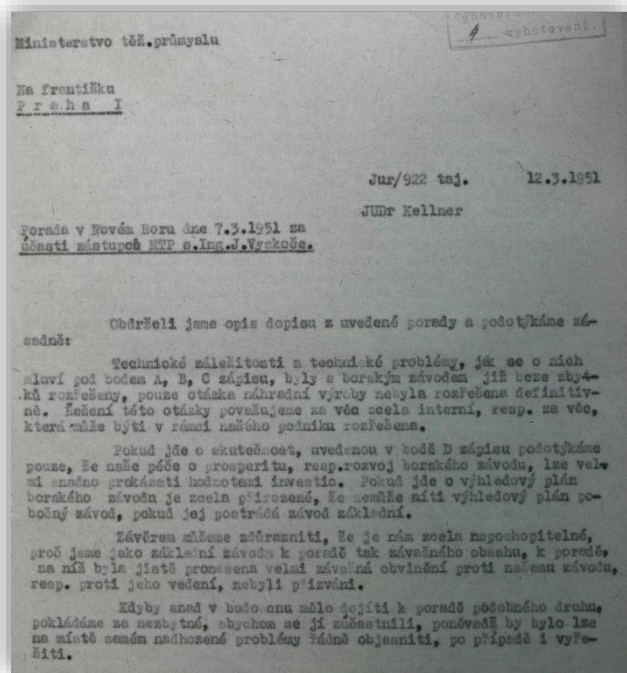 vyhotovení.
Ministerstvo těž.průmyslu
Na františku
P r a h a   I
Jur/922 taj.   12.3.1951
JUDr Kellner
Porada v Novém Boru dne 7.3.1951 za
účasti zástupců MTP s.Ing.J.Vyskoče.
Obdrželi jsme opis dopisu z uvedené porady a podotýkáme zá-
sadně:
Technické záležitosti a technické problémy, jak se o nich
mluví pod bodem A, B, C zápisu, byly s borským závodem již beze zbyt-
ků rozřešeny, pouze otázka náhradní výroby nebyla rozřešena definitiv-
ně. Řešení této otázky považujeme za věc zcela interní, resp. za věc,
která může býti v rámci našeho podniku rozřešena.
Pokud jde o skutečnost, uvedenou v bodě D zápisu podotýkáme
pouze, že naše péče o prosperitu, resp.rozvoj borského závodu, lze vel-
mi snadno prokázati hodnotami investic. Pokud jde o výhledový plán
borského závodu je zcela přirozené, že nemůže míti výhledový plán po-
bočný závod, pokud jej postrádá závod základní.
Závěrem můžeme zdůrazniti, že je nám zcela nepochopitelné,
proč jsme jako základní závod k poradě tak závažného obsahu, k poradě,
na níž byla jistě pronesena velmi závažná obvinění proti našemu závodu,
resp. proti jeho vedení, nebyli přizváni.
Kdyby snad v budoucnu mělo dojíti k poradě podobného druhu,
pokládáme za nezbytné, abychom se jí zúčastnili, poněvadž by bylo lze
na místě samém nadhozené problémy řádně objasniti, po případě i vyře-
šiti.